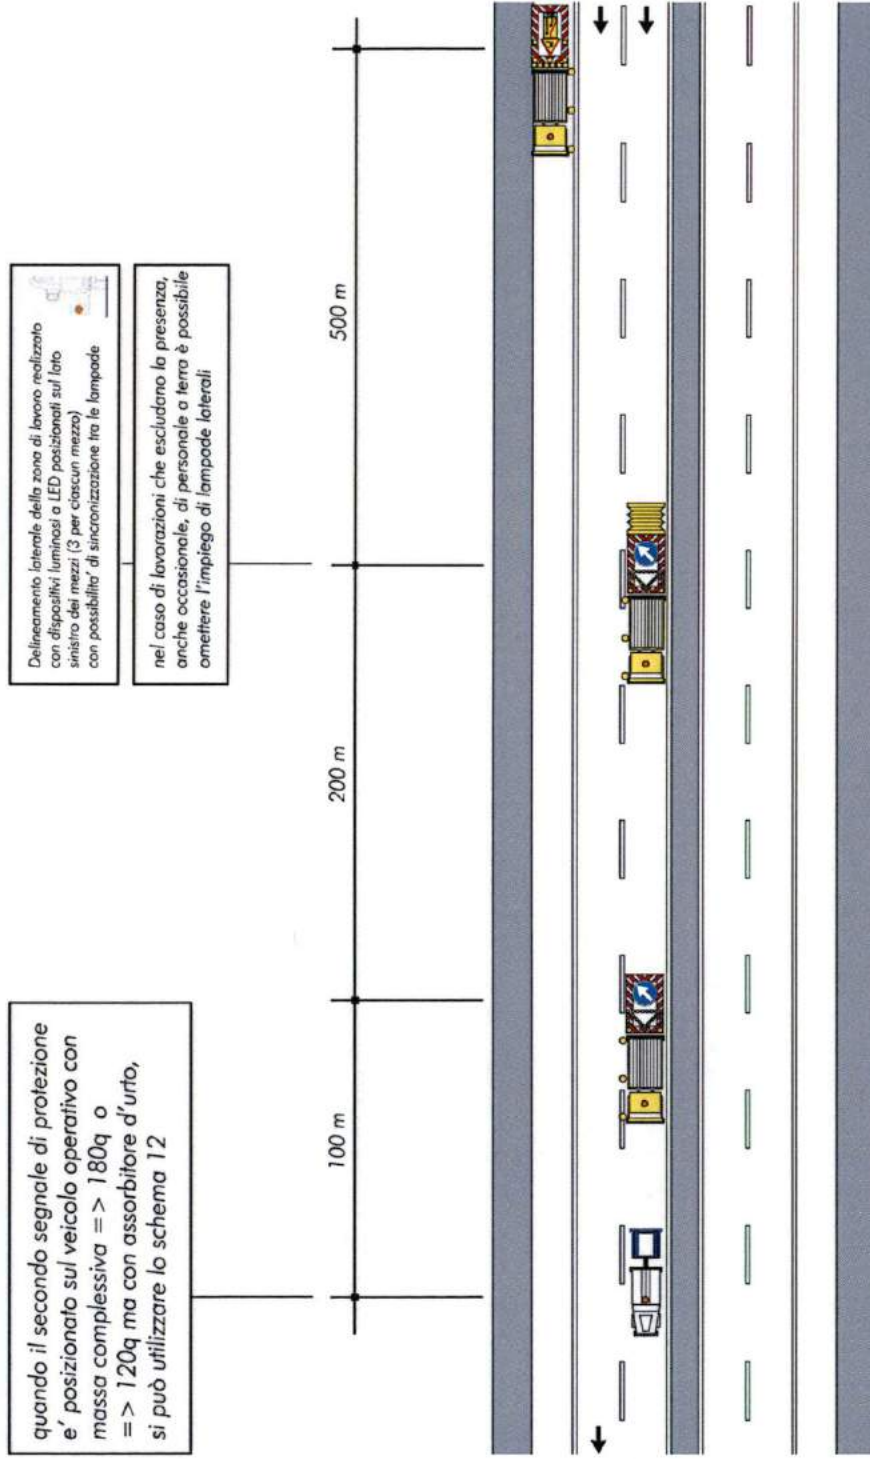 Delineamento laterale della zona di lavoro realizzato
con dispositivi luminosi a LED posizionati sul lato
sinistro dei mezzi (3 per ciascun mezzo)
con possibilita' di sincronizzazione tra le lampade
nel caso di lavorazioni che escludano la presenza,
anche occasionale, di personale a terra è possibile
omettere l'impiego di lampade laterali
quando il secondo segnale di protezione
e' posizionato sul veicolo operativo con
massa complessiva => 180q o
=> 120q ma con assorbitore d'urto,
si può utilizzare lo schema 12
500 m
200 m
100 m